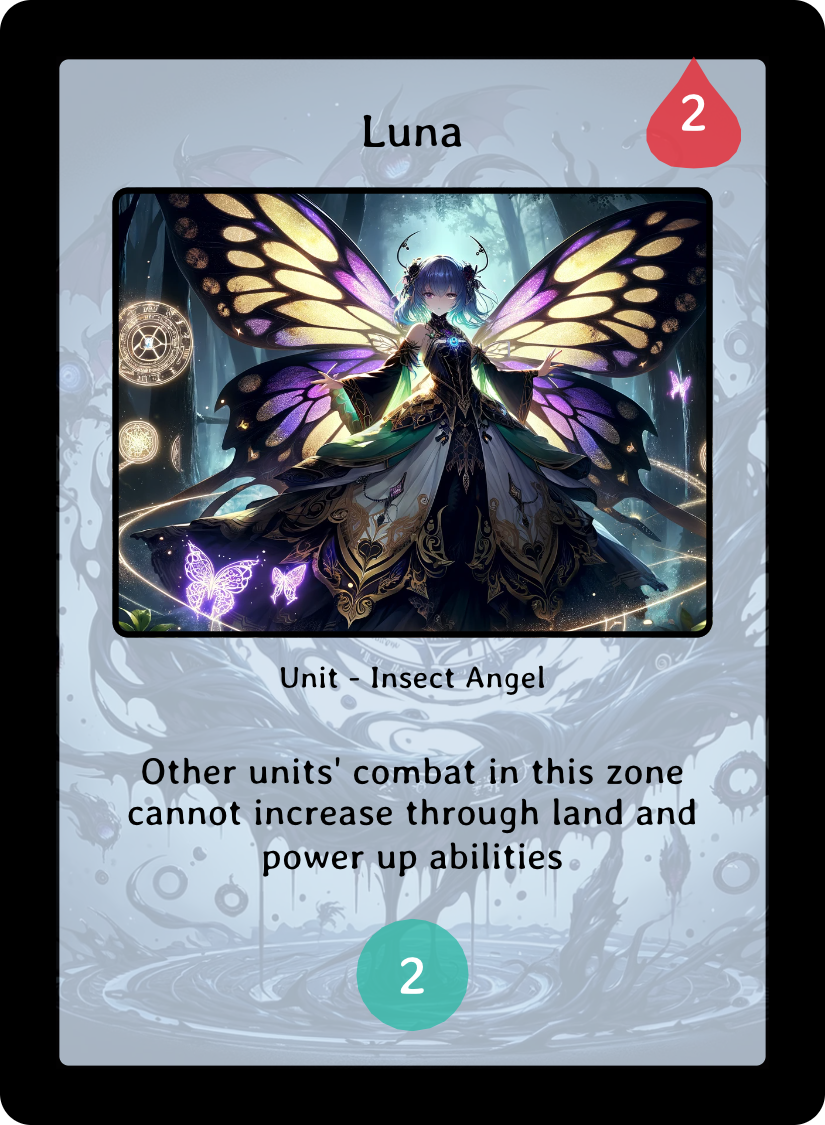 2
Luna
Unit - Insect Angel
Other units' combat in this zone
cannot increase through land and
power up abilities
2